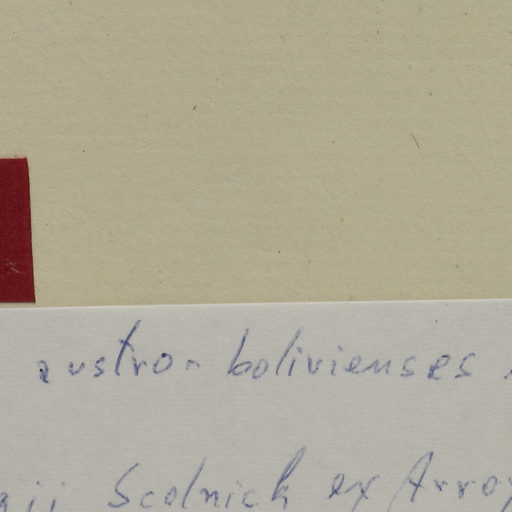 austro-bolivienses
Scolnick ex Arroy